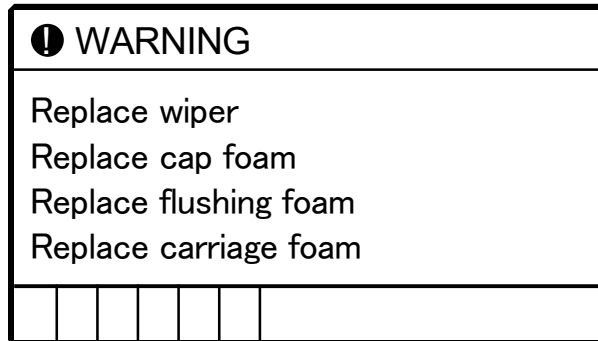 WARNING
Replace wiper
Replace cap foam
Replace flushing foam
Replace carriage foam